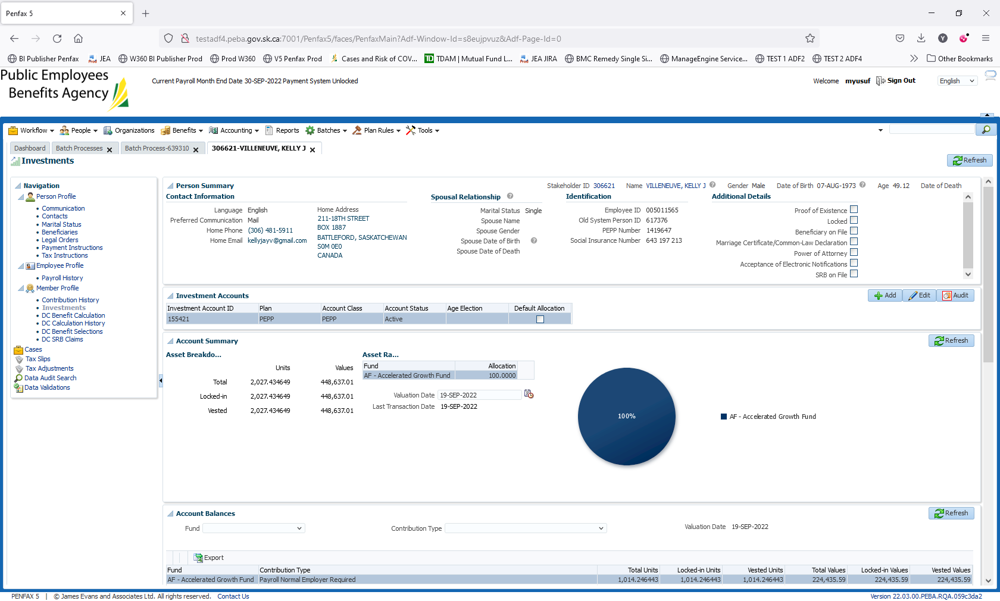 Penfax 5
testadf4.peba.gov.sk.ca:7001/Penfax5/faces/PenfaxMain?Adf-Window-Id=s8eujpvuz&Adf-Page-Id=0
BI Publisher Penfax JEA W360 BI Publisher Prod Prod W360 V5 Penfax Prod Cases and Risk of COV... TD TDAM | Mutual Fund L... JEA JIRA BMC Remedy Single Si... ManageEngine Service... TEST 1 ADF2 TEST 2 ADF4 Other Bookmarks
Public Employees
Benefits Agency
Current Payroll Month End Date 30-SEP-2022 Payment System Unlocked
Welcome myusuf Sign Out English
Workflow People Organizations Benefits Accounting Reports Batches Plan Rules Tools
Dashboard Batch Processes Batch Process-639310 306621-VILLENEUVE, KELLY J
Investments
Refresh
Navigation
Person Profile
Communication
Contacts
Marital Status
Beneficiaries
Legal Orders
Payment Instructions
Tax Instructions
Employee Profile
Payroll History
Member Profile
Contribution History
Investments
DC Benefit Calculation
DC Calculation History
DC Benefit Selections
DC SRB Claims
Cases
Tax Slips
Tax Adjustments
Data Audit Search
Data Validations
Person Summary
Stakeholder ID 306621 Name VILLENEUVE, KELLY J Gender Male Date of Birth 07-AUG-1973 Age 49.12 Date of Death
Contact Information
Language English
Preferred Communication Mail
Home Phone (306) 481-5911
Home Email kellyjayv@gmail.com
Home Address
211-18TH STREET
BOX 1887
BATTLEFORD, SASKATCHEWAN
S0M 0E0
CANADA
Spousal Relationship
Marital Status Single
Spouse Name
Spouse Gender
Spouse Date of Birth
Spouse Date of Death
Identification
Employee ID 005011565
Old System Person ID 617376
PEPP Number 1419647
Social Insurance Number 643 197 213
Additional Details
Proof of Existence
Locked
Beneficiary on File
Marriage Certificate/Common-Law Declaration
Power of Attorney
Acceptance of Electronic Notifications
SRB on File
Investment Accounts
Add Edit Audit
Investment Account ID Plan Account Class Account Status Age Election Default Allocation
155421 PEPP PEPP Active
Account Summary
Refresh
Asset Breakdo...
Units Values
Total 2,027.434649 448,637.01
Locked-in 2,027.434649 448,637.01
Vested 2,027.434649 448,637.01
Asset Ra...
Fund Allocation
AF - Accelerated Growth Fund 100.0000
Valuation Date 19-SEP-2022
Last Transaction Date 19-SEP-2022
100%
AF - Accelerated Growth Fund
Account Balances
Refresh
Fund Contribution Type Valuation Date 19-SEP-2022
Export
Fund Contribution Type Total Units Locked-in Units Vested Units Total Values Locked-in Values Vested Values
AF - Accelerated Growth Fund Payroll Normal Employer Required 1,014.246443 1,014.246443 1,014.246443 224,435.59 224,435.59 224,435.59
PENFAX 5 | © James Evans and Associates Ltd. All rights reserved. Contact Us
Version 22.03.00.PEBA.RQA.059c3da2